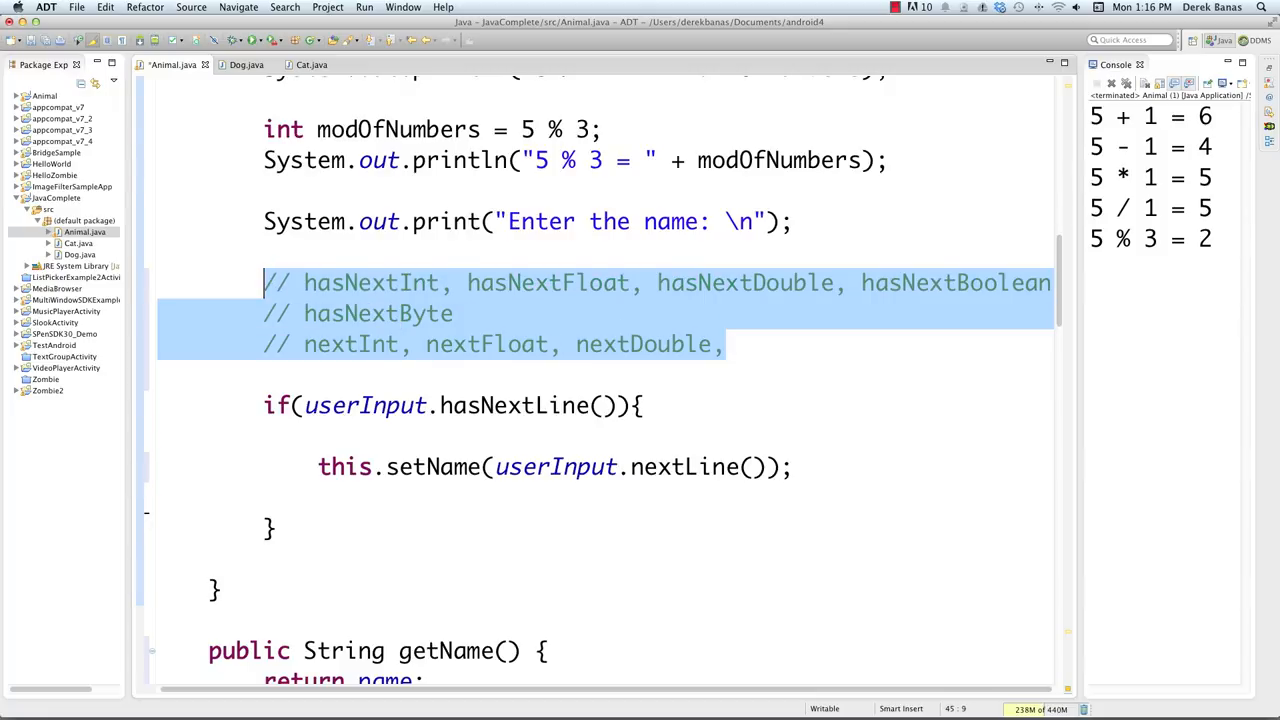 ADT File Edit Refactor Source Navigate Search Project Run Window Help 10 Mon 1:16 PM Derek Banas
Java - JavaComplete/src/Animal.java - ADT - /Users/derekbanas/Documents/android4
Quick Access Java DDMS
Package Exp
*Animal.java Dog.java Cat.java
Console
<terminated> Animal (1) [Java Application] /S
Animal
appcompat_v7
appcompat_v7_2
appcompat_v7_3
appcompat_v7_4
BridgeSample
HelloWorld
HelloZombie
ImageFilterSampleApp
JavaComplete
src
(default package)
Animal.java
Cat.java
Dog.java
JRE System Library [Ja
ListPickerExample2Activi
MediaBrowser
MultiWindowSDKExample
MusicPlayerActivity
SlookActivity
SPenSDK30_Demo
TestAndroid
TextGroupActivity
VideoPlayerActivity
Zombie
Zombie2
int modOfNumbers = 5 % 3;
System.out.println("5 % 3 = " + modOfNumbers);
System.out.print("Enter the name: \n");
// hasNextInt, hasNextFloat, hasNextDouble, hasNextBoolean
// hasNextByte
// nextInt, nextFloat, nextDouble,
if(userInput.hasNextLine()){
this.setName(userInput.nextLine());
}
}
public String getName() {
return name;
5 + 1 = 6
5 - 1 = 4
5 * 1 = 5
5 / 1 = 5
5 % 3 = 2
Writable Smart Insert 45 : 9 238M of 440M